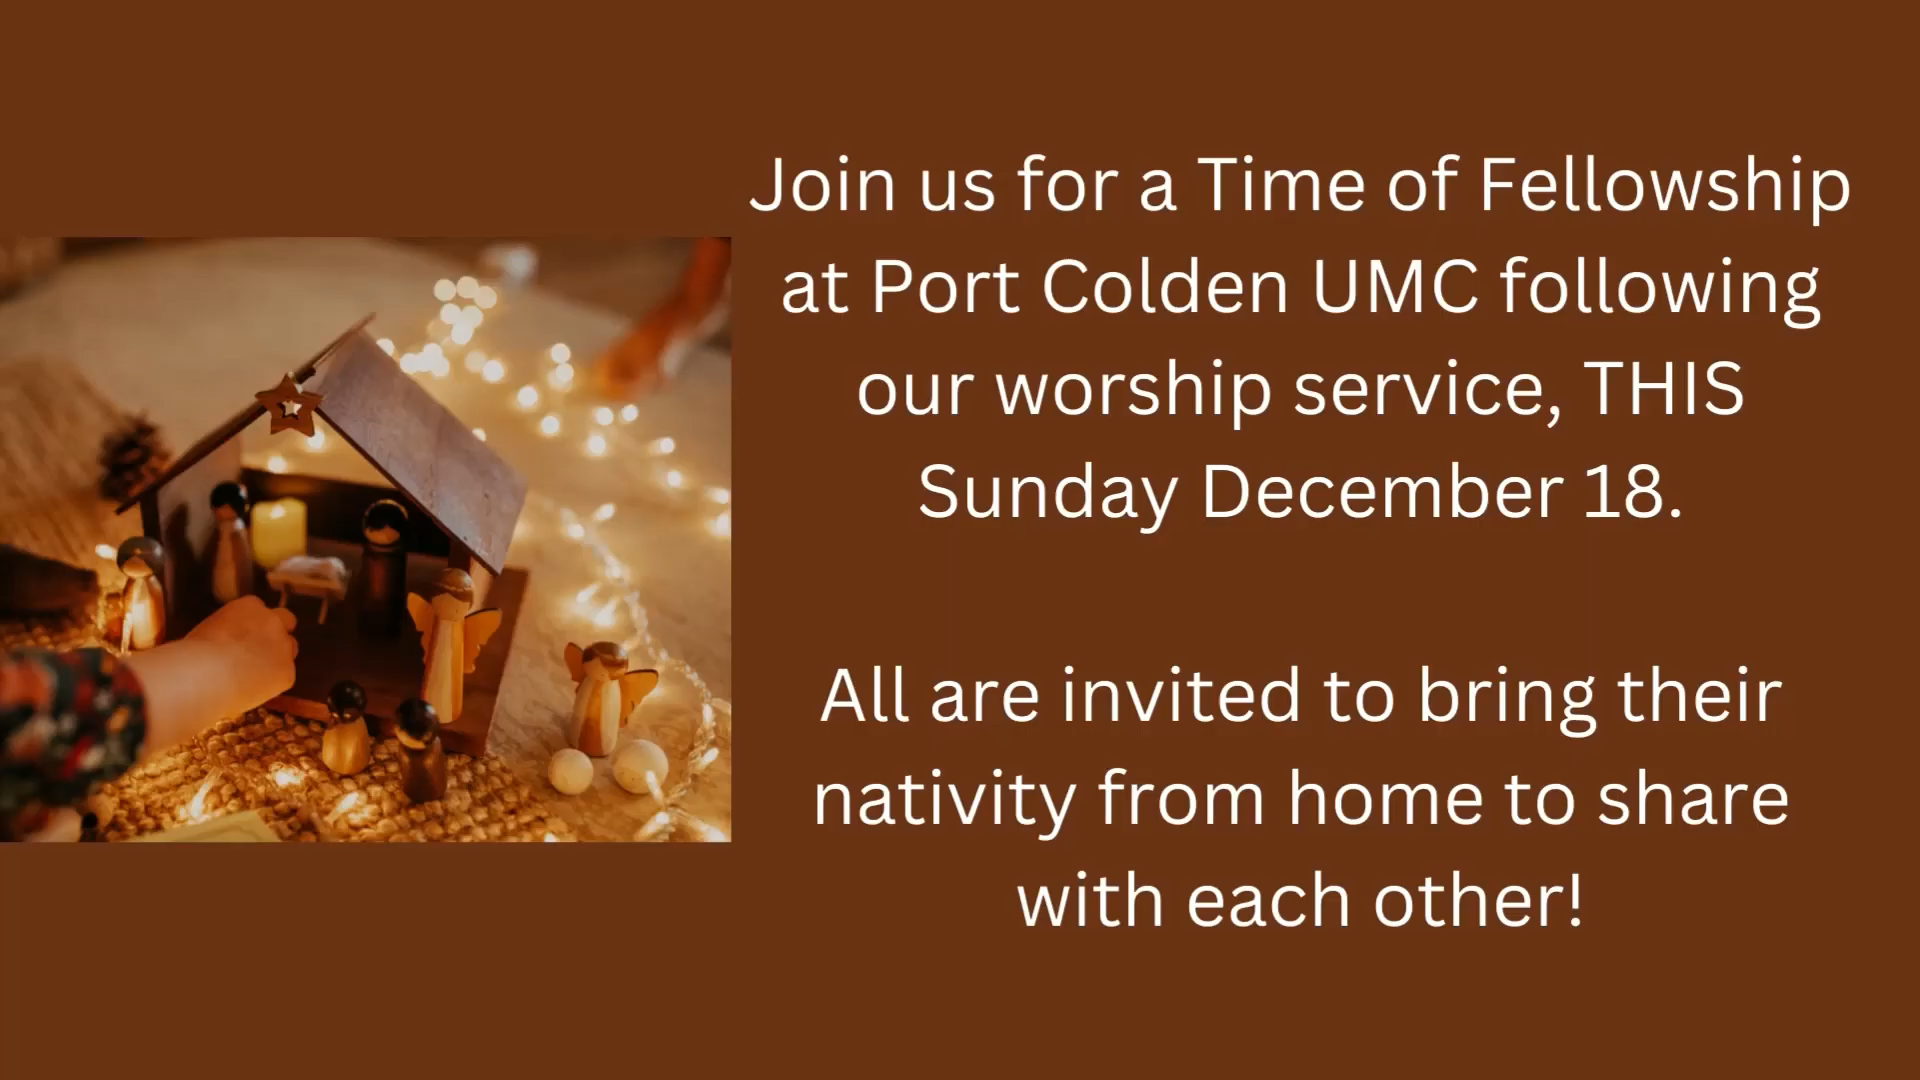 Join us for a Time of Fellowship
at Port Colden UMC following
our worship service, THIS
Sunday December 18.
All are invited to bring their
nativity from home to share
with each other!